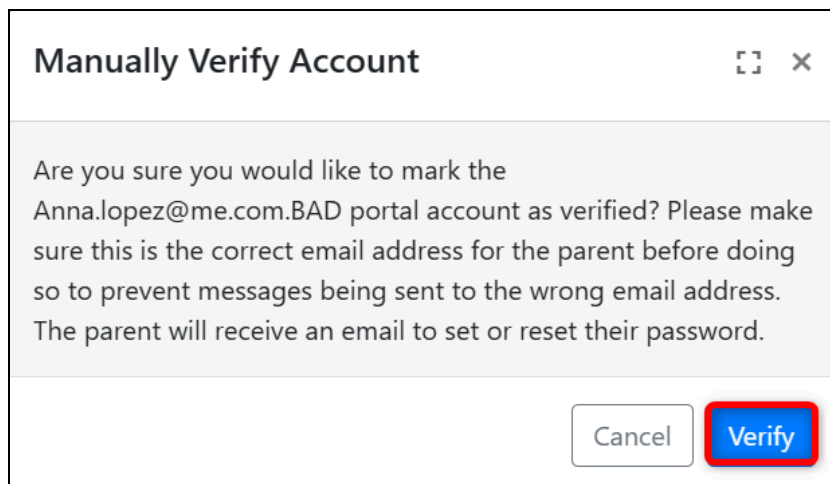 Manually Verify Account
Are you sure you would like to mark the
Anna.lopez@me.com.BAD portal account as verified? Please make
sure this is the correct email address for the parent before doing
so to prevent messages being sent to the wrong email address.
The parent will receive an email to set or reset their password.
Cancel Verify